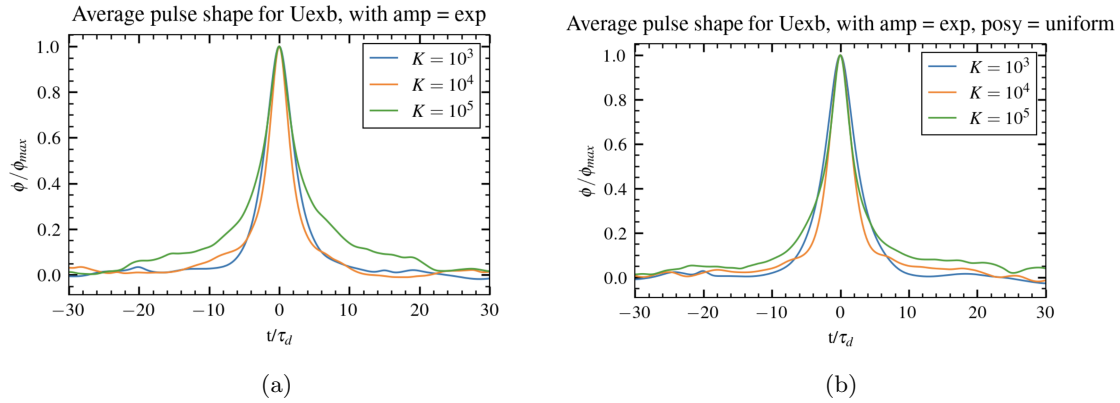 Average pulse shape for Uexb, with amp = exp
K = 10³
K = 10⁴
K = 10⁵
1.0
0.8
0.6
0.4
0.2
0.0
ϕ/ϕmax
−30 −20 −10 0 10 20 30
t/τd
(a)
Average pulse shape for Uexb, with amp = exp, posy = uniform
K = 10³
K = 10⁴
K = 10⁵
1.0
0.8
0.6
0.4
0.2
0.0
ϕ/ϕmax
−30 −20 −10 0 10 20 30
t/τd
(b)